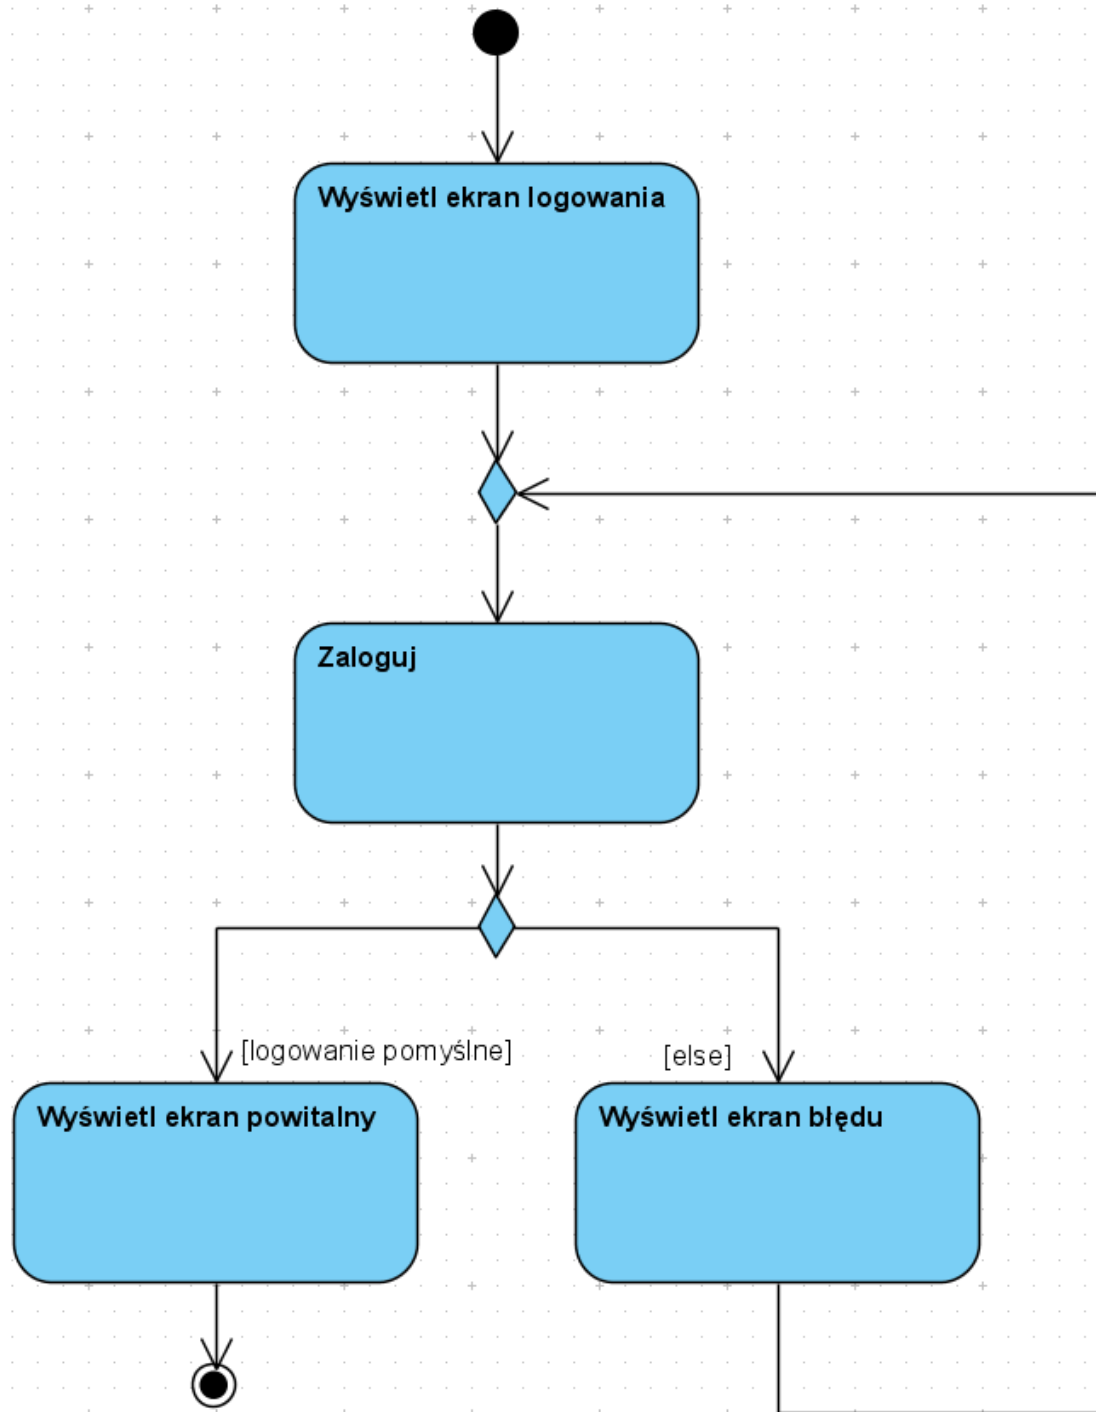 Wyświetl ekran logowania
Zaloguj
[logowanie pomyślne]
[else]
Wyświetl ekran powitalny
Wyświetl ekran błędu